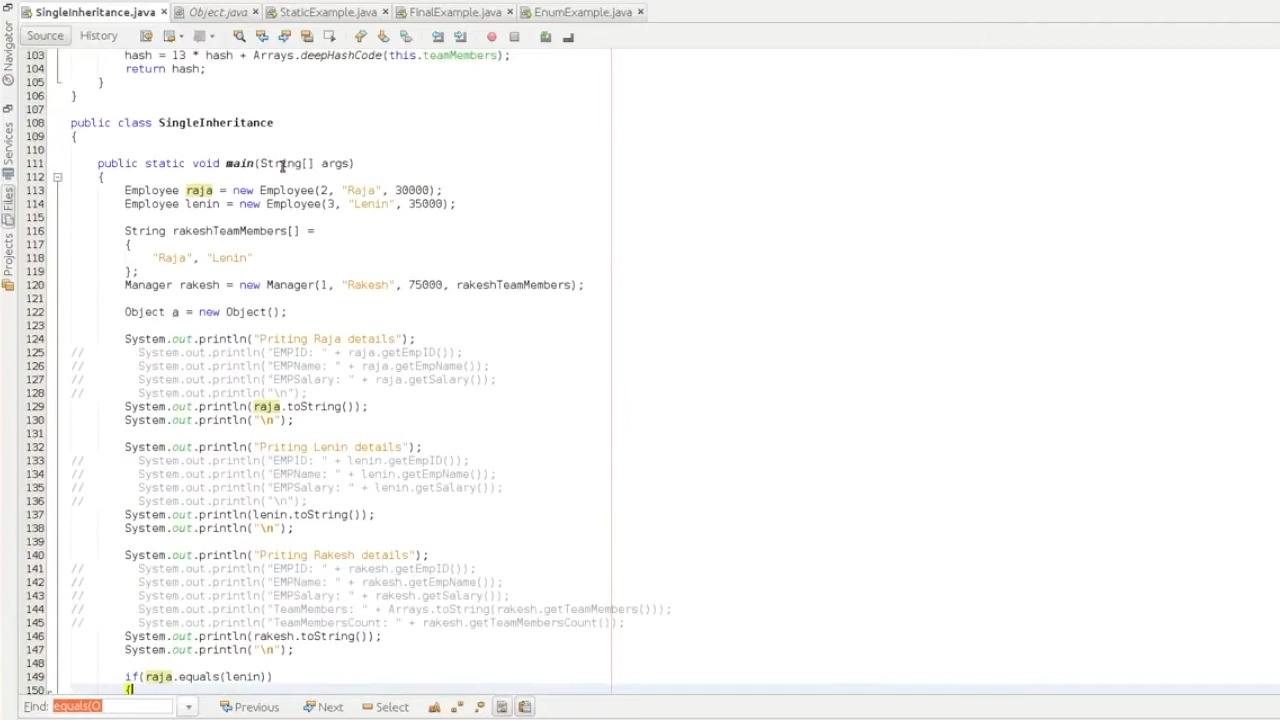 SingleInheritance.java Object.java StaticExample.java FinalExample.java EnumExample.java
Source History
Navigator
Services
Files
Projects
103 hash = 13 * hash + Arrays.deepHashCode(this.teamMembers);
104 return hash;
105 }
106 }
107
108 public class SingleInheritance
109 {
110
111 public static void main(String[] args)
112 {
113 Employee raja = new Employee(2, "Raja", 30000);
114 Employee lenin = new Employee(3, "Lenin", 35000);
115
116 String rakeshTeamMembers[] =
117 {
118 "Raja", "Lenin"
119 };
120 Manager rakesh = new Manager(1, "Rakesh", 75000, rakeshTeamMembers);
121
122 Object a = new Object();
123
124 System.out.println("Priting Raja details");
125 // System.out.println("EMPID: " + raja.getEmpID());
126 // System.out.println("EMPName: " + raja.getEmpName());
127 // System.out.println("EMPSalary: " + raja.getSalary());
128 // System.out.println("\n");
129 System.out.println(raja.toString());
130 System.out.println("\n");
131
132 System.out.println("Priting Lenin details");
133 // System.out.println("EMPID: " + lenin.getEmpID());
134 // System.out.println("EMPName: " + lenin.getEmpName());
135 // System.out.println("EMPSalary: " + lenin.getSalary());
136 // System.out.println("\n");
137 System.out.println(lenin.toString());
138 System.out.println("\n");
139
140 System.out.println("Priting Rakesh details");
141 // System.out.println("EMPID: " + rakesh.getEmpID());
142 // System.out.println("EMPName: " + rakesh.getEmpName());
143 // System.out.println("EMPSalary: " + rakesh.getSalary());
144 // System.out.println("TeamMembers: " + Arrays.toString(rakesh.getTeamMembers()));
145 // System.out.println("TeamMembersCount: " + rakesh.getTeamMembersCount());
146 System.out.println(rakesh.toString());
147 System.out.println("\n");
148
149 if(raja.equals(lenin))
150 {
Find: equals(O Previous Next Select